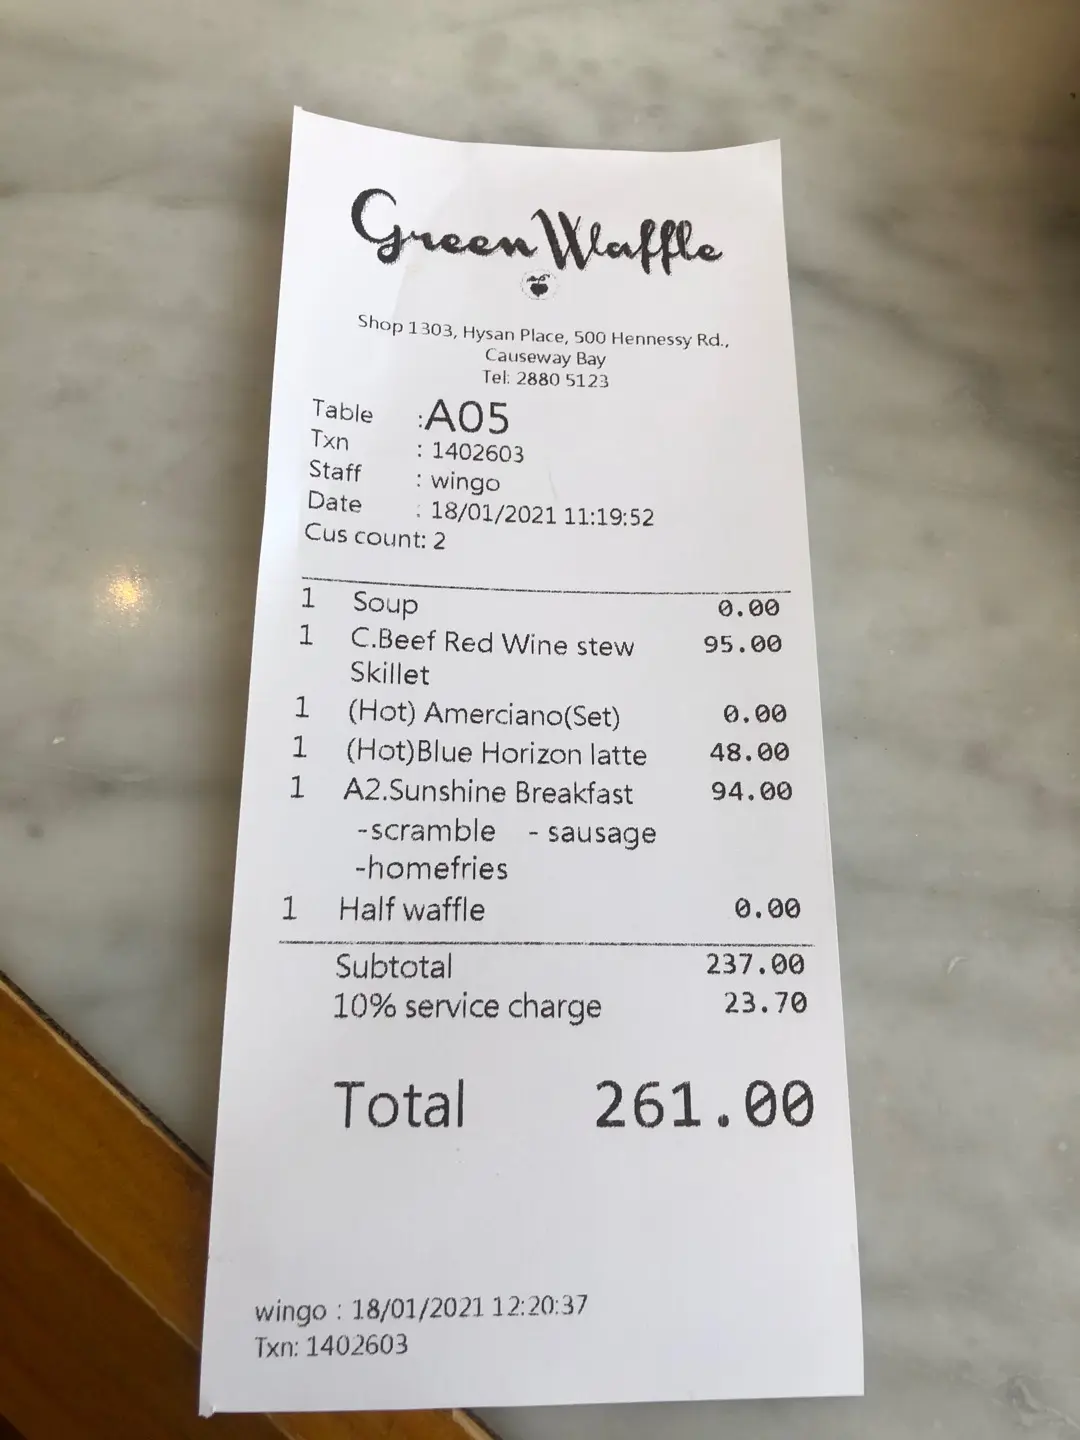 Green Waffle
Shop 1303, Hysan Place, 500 Hennessy Rd.,
Causeway Bay
Tel: 2880 5123
Table :A05
Txn : 1402603
Staff : wingo
Date : 18/01/2021 11:19:52
Cus count: 2
1 Soup 0.00
1 C.Beef Red Wine stew 95.00
Skillet
1 (Hot) Amerciano(Set) 0.00
1 (Hot)Blue Horizon latte 48.00
1 A2.Sunshine Breakfast 94.00
-scramble - sausage
-homefries
1 Half waffle 0.00
Subtotal 237.00
10% service charge 23.70
Total 261.00
wingo : 18/01/2021 12:20:37
Txn: 1402603